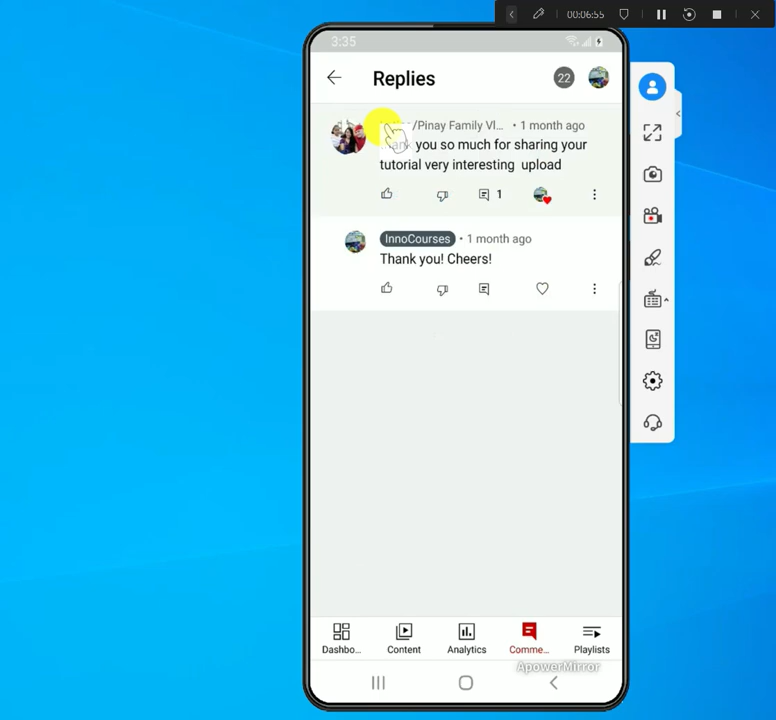 00:06:55
3:35
Replies
22
/Pinay Family Vl... • 1 month ago
you so much for sharing your
tutorial very interesting upload
1
InnoCourses • 1 month ago
Thank you! Cheers!
Dashbo...
Content
Analytics
Comme...
Playlists
ApowerMirror